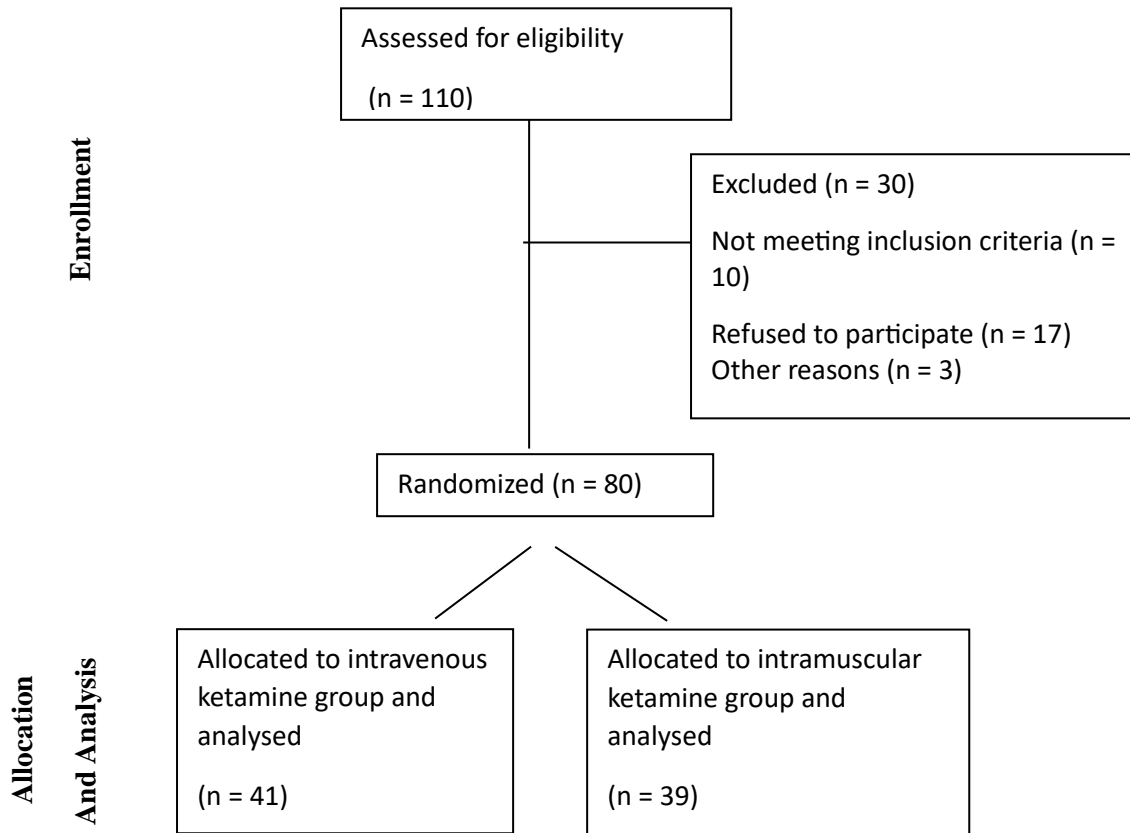 Assessed for eligibility
(n = 110)
Enrollment
Excluded (n = 30)
Not meeting inclusion criteria (n =
10)
Refused to participate (n = 17)
Other reasons (n = 3)
Randomized (n = 80)
Allocation
And Analysis
Allocated to intravenous
ketamine group and
analysed
(n = 41)
Allocated to intramuscular
ketamine group and
analysed
(n = 39)